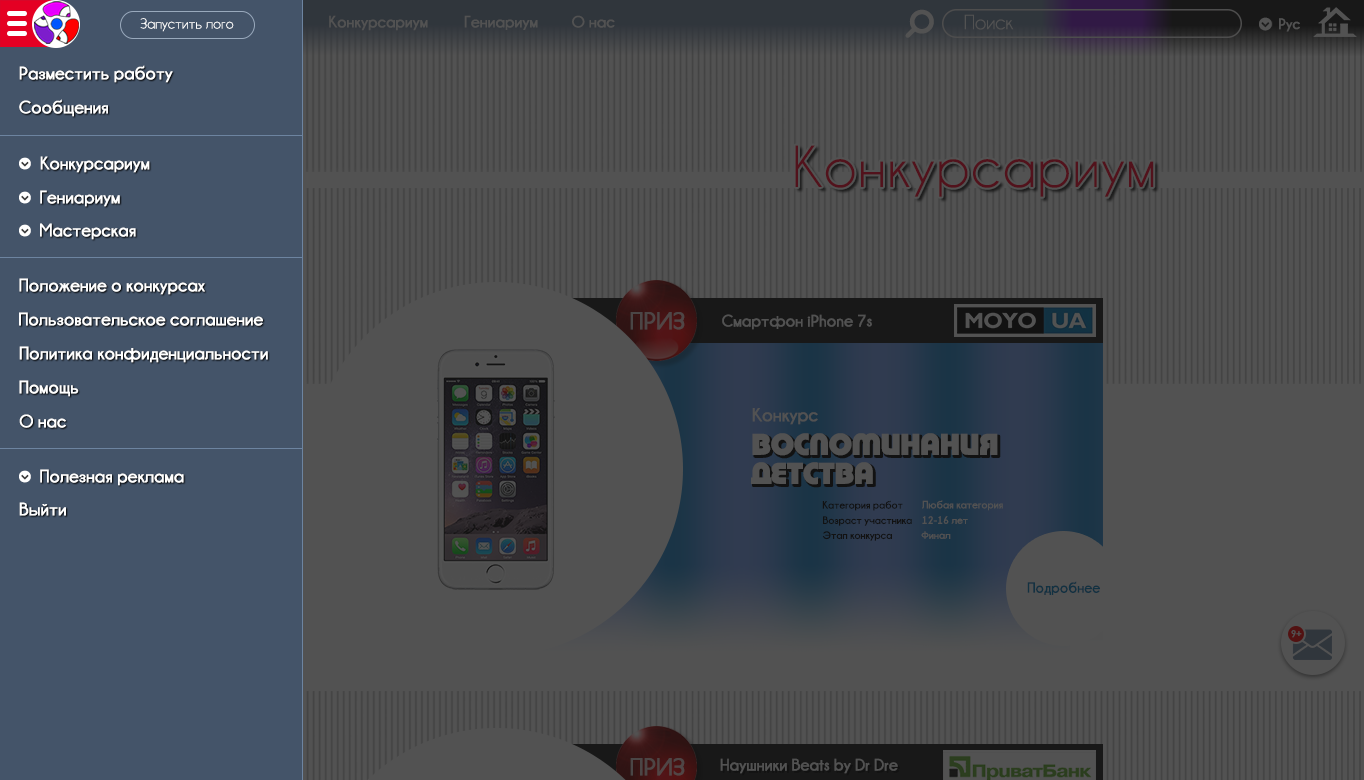 Запустить лого
Конкурсариум
Гениариум
О нас
Поиск
Рус
Разместить работу
Сообщения
Конкурсариум
Гениариум
Мастерская
Положение о конкурсах
Пользовательское соглашение
Политика конфиденциальности
Помощь
О нас
Полезная реклама
Выйти
Конкурсариум
ПРИЗ
Смартфон iPhone 7s
MOYO UA
Конкурс
ВОСПОМИНАНИЯ
ДЕТСТВА
Категория работ Любая категория
Возраст участника 12-16 лет
Этап конкурса Финал
Подробнее
9+
ПРИЗ
Наушники Beats by Dr Dre
ПриватБанк